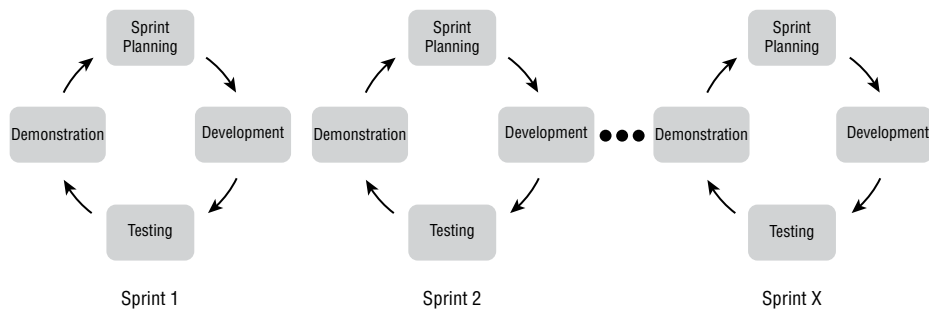 Sprint
Planning
Demonstration
Development
Testing
Sprint 1
Sprint
Planning
Demonstration
Development
Testing
Sprint 2
Sprint
Planning
Demonstration
Development
Testing
Sprint X